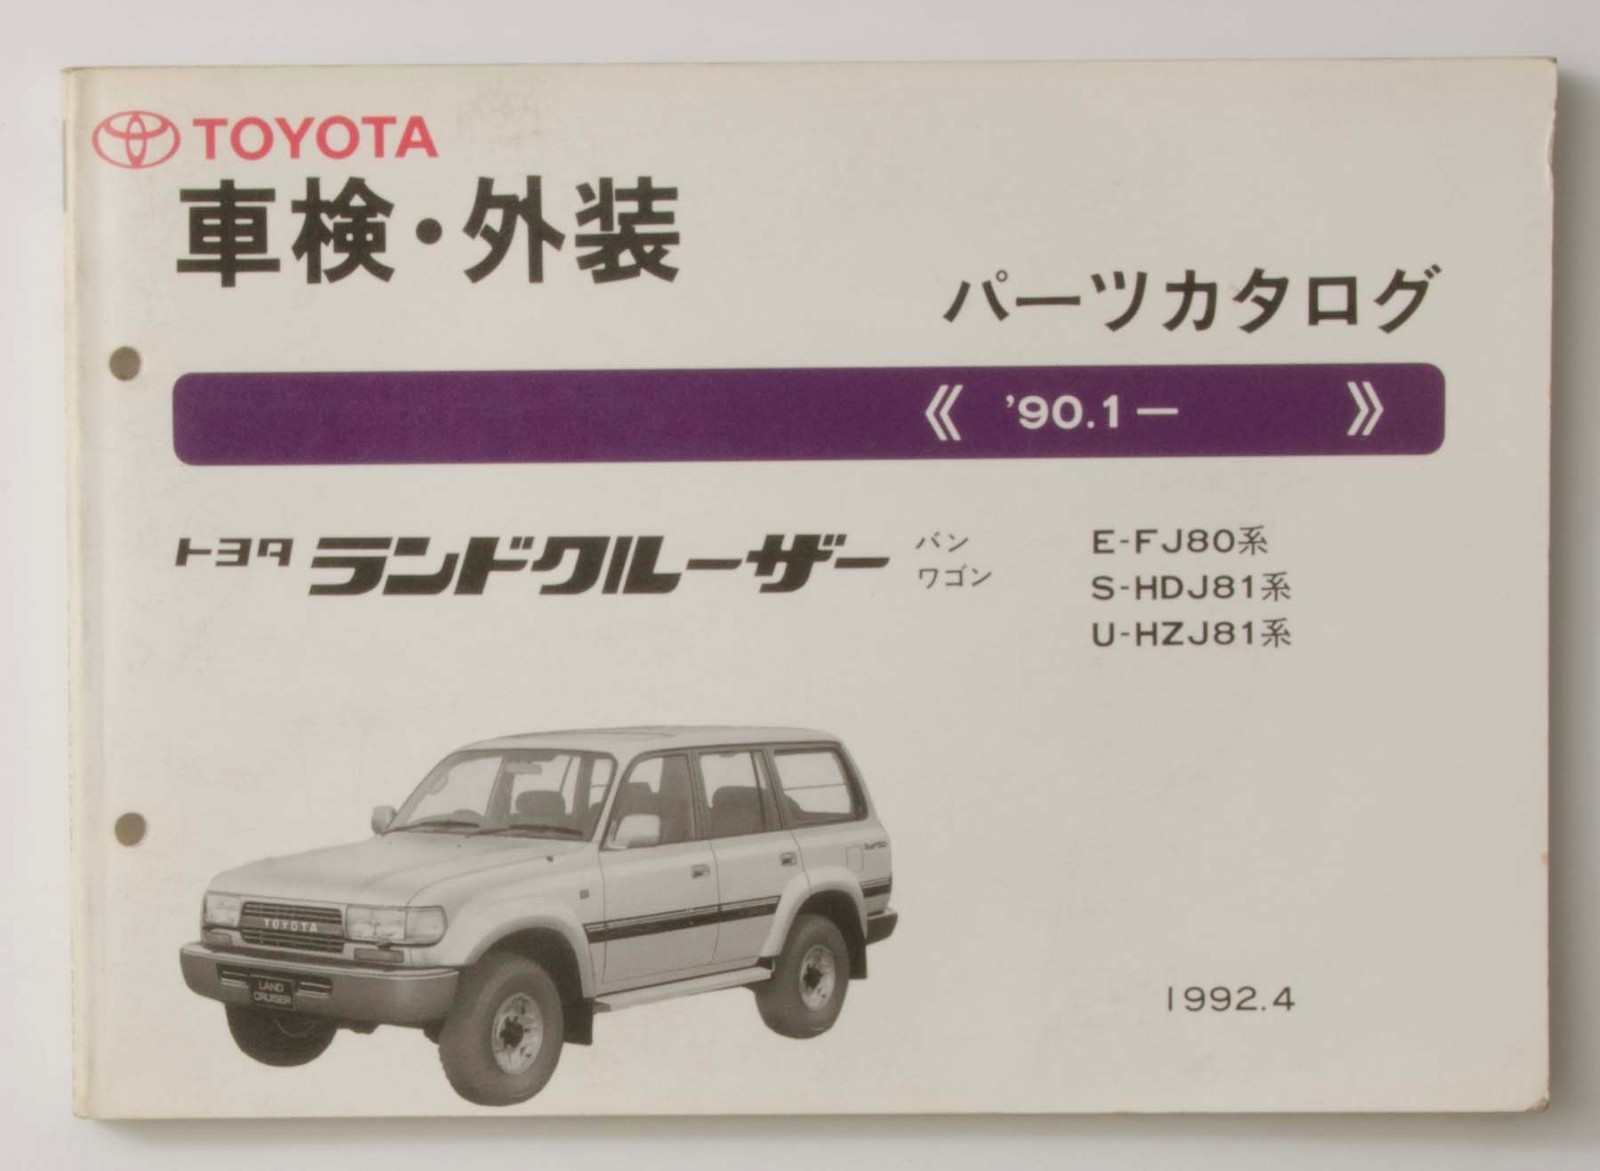 TOYOTA
車検・外装
パーツカタログ
《 '90.1ー 》
トヨタ ランドクルーザー
バン
ワゴン
E-FJ80系
S-HDJ81系
U-HZJ81系
TOYOTA
LAND
CRUISER
1992.4